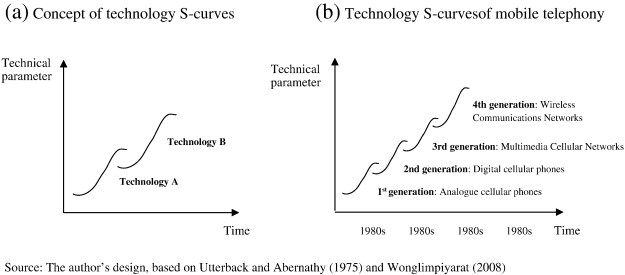 (a) Concept of technology S-curves
Technical
parameter
Technology B
Technology A
Time
(b) Technology S-curvesof mobile telephony
Technical
parameter
4th generation: Wireless
Communications Networks
3rd generation: Multimedia Cellular Networks
2nd generation: Digital cellular phones
1st generation: Analogue cellular phones
1980s 1980s 1980s 1980s Time
Source: The author's design, based on Utterback and Abernathy (1975) and Wonglimpiyarat (2008)